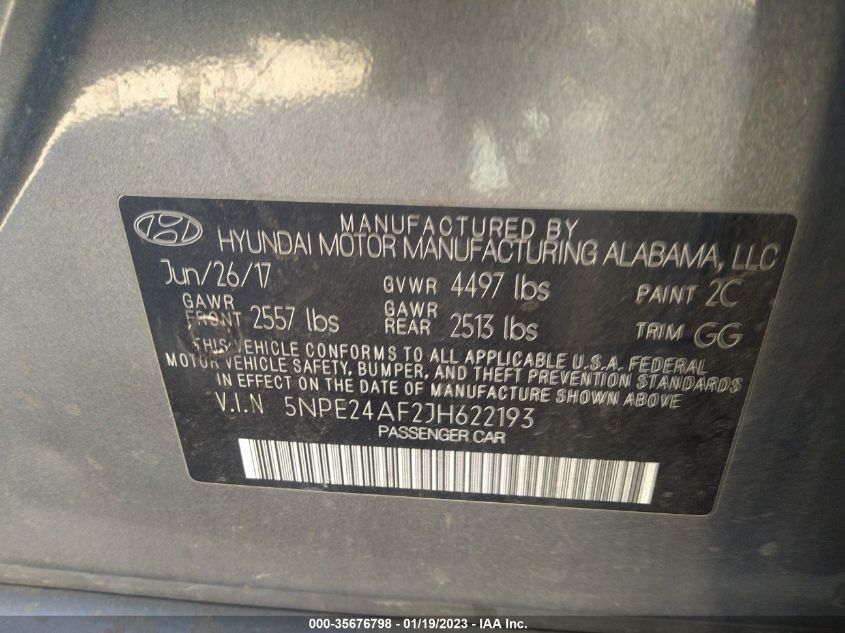 MANUFACTURED BY
HYUNDAI MOTOR MANUFACTURING ALABAMA, LLC
Jun/26/17 GVWR 4497 lbs PAINT 2C
GAWR FRONT 2557 lbs GAWR REAR 2513 lbs TRIM GG
THIS VEHICLE CONFORMS TO ALL APPLICABLE U.S.A. FEDERAL
MOTOR VEHICLE SAFETY, BUMPER, AND THEFT PREVENTION STANDARDS
IN EFFECT ON THE DATE OF MANUFACTURE SHOWN ABOVE
V.I.N 5NPE24AF2JH622193
PASSENGER CAR
000-35676798 - 01/19/2023 - IAA Inc.